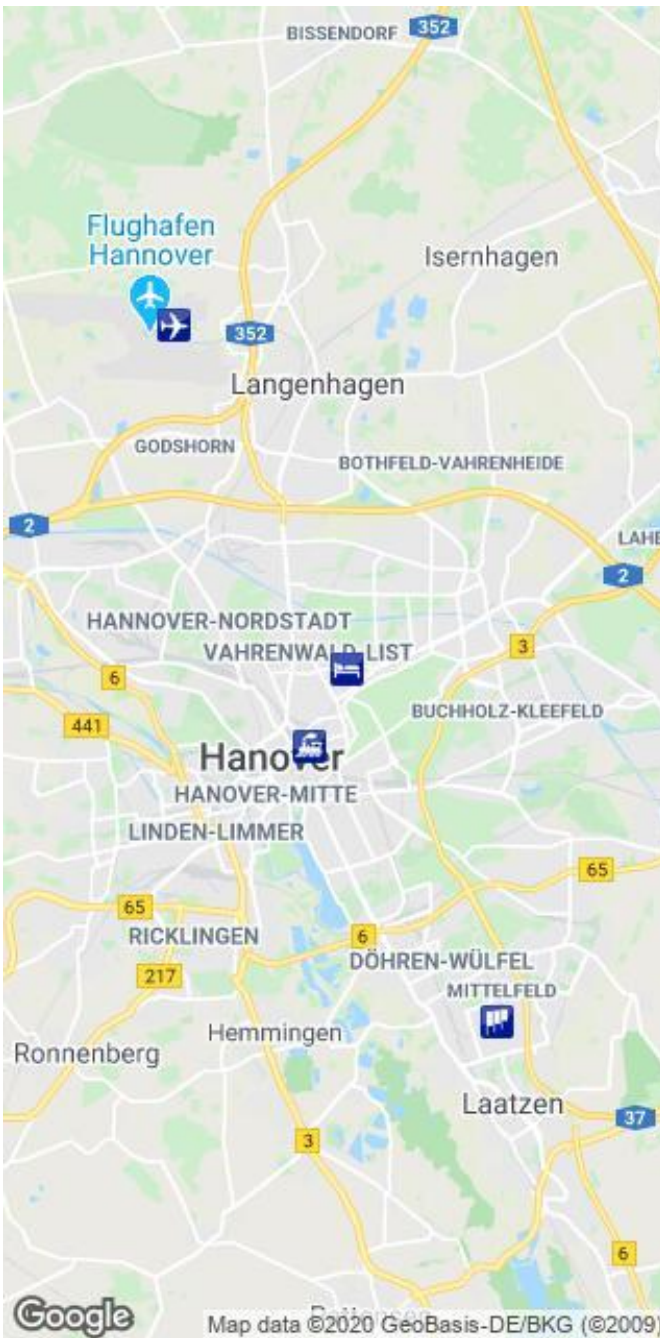 BISSENDORF
352
Flughafen
Hannover
Isernhagen
352
Langenhagen
GODSHORN
BOTHFELD-VAHRENHEIDE
2
LAHE
2
HANNOVER-NORDSTADT
3
VAHRENWALD-LIST
6
BUCHHOLZ-KLEEFELD
441
Hanover
HANOVER-MITTE
LINDEN-LIMMER
65
65
6
RICKLINGEN
DÖHREN-WÜLFEL
217
MITTELFELD
Hemmingen
Ronnenberg
Laatzen
37
3
6
Google
Map data ©2020 GeoBasis-DE/BKG (©2009)